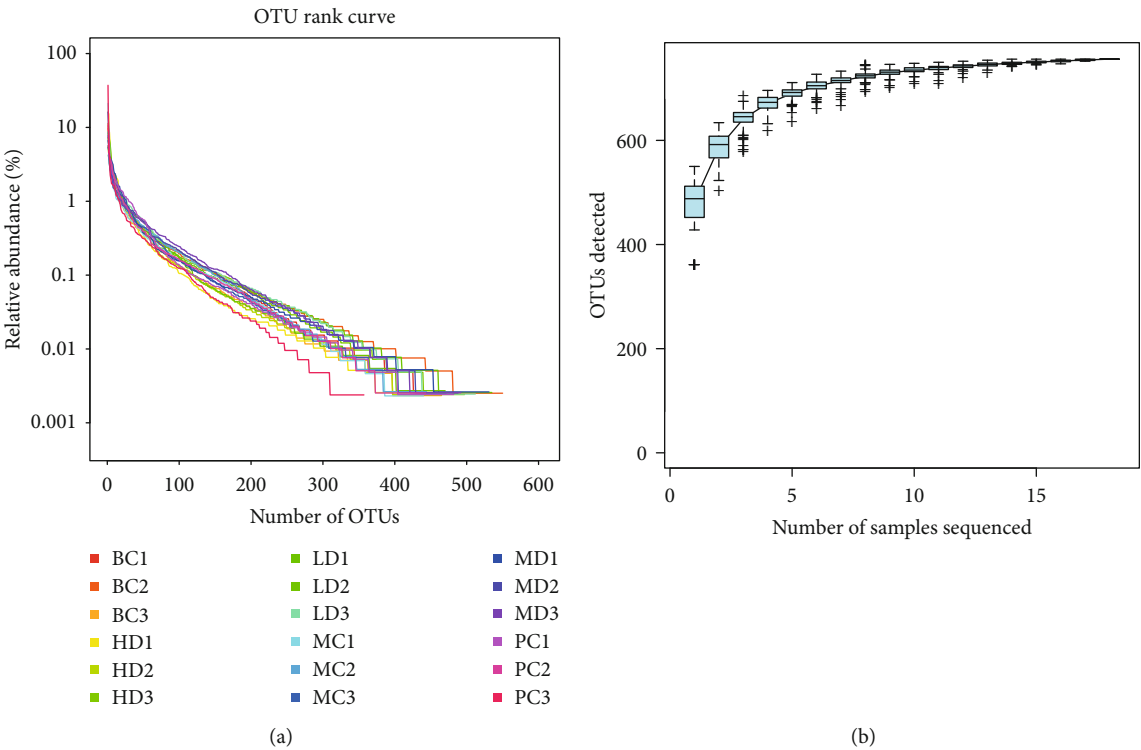 OTU rank curve
100
10
1
0.1
0.01
0.001
Relative abundance (%)
0 100 200 300 400 500 600
Number of OTUs
BC1
BC2
BC3
HD1
HD2
HD3
LD1
LD2
LD3
MC1
MC2
MC3
MD1
MD2
MD3
PC1
PC2
PC3
(a)
600
400
200
0
OTUs detected
0 5 10 15
Number of samples sequenced
(b)